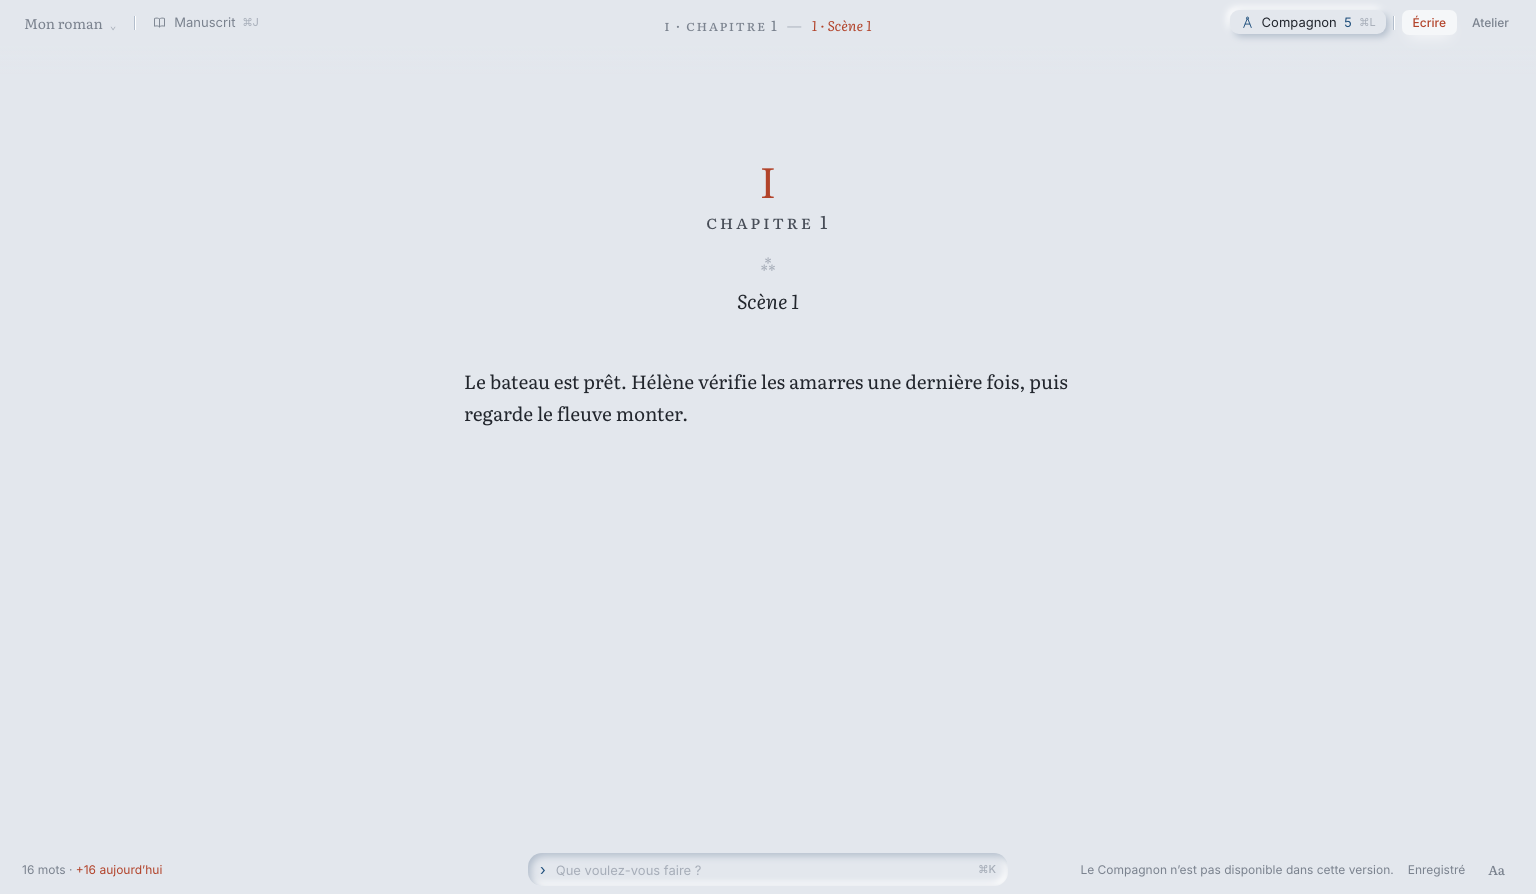 Mon roman
Manuscrit ⌘J
I · CHAPITRE 1 — 1 · Scène 1
Compagnon 5 ⌘L
Écrire
Atelier
I
CHAPITRE 1
⁂
Scène 1
Le bateau est prêt. Hélène vérifie les amarres une dernière fois, puis
regarde le fleuve monter.
16 mots · +16 aujourd’hui
› Que voulez-vous faire ? ⌘K
Le Compagnon n’est pas disponible dans cette version.
Enregistré
Aa